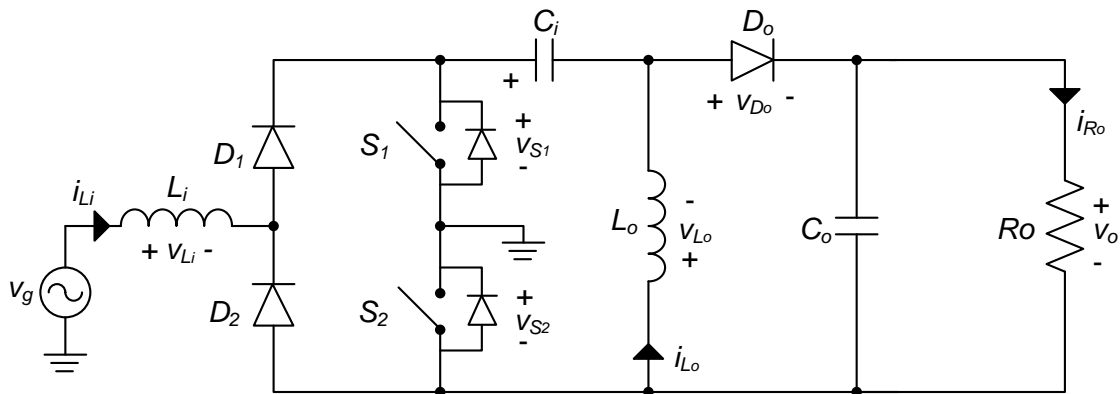 C_i
D_o
+
+ v_Do -
D_1
S_1
+
v_S1
-
i_Ro
i_Li
L_i
+ v_Li -
L_o
-
v_Lo
+
C_o
Ro
+
v_o
-
v_g
D_2
S_2
+
v_S2
-
i_Lo